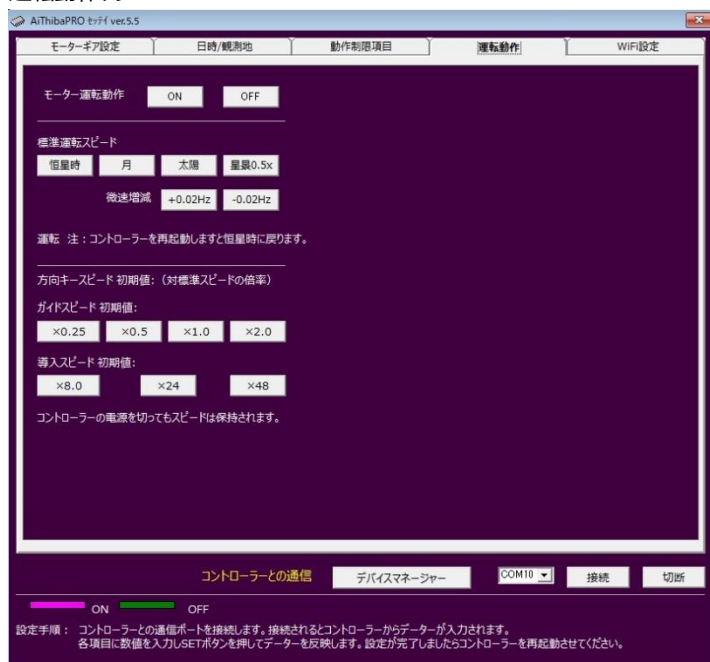 AiThibaPRO ｾｯﾃｲ ver.5.5
モーターギア設定 日時/観測地 動作制限項目 運転動作 WiFi設定
モーター運転動作 ON OFF
標準運転スピード
恒星時 月 太陽 星景0.5x
微速増減 +0.02Hz -0.02Hz
運転 注：コントローラーを再起動しますと恒星時に戻ります。
方向キースピード 初期値：（対標準スピードの倍率）
ガイドスピード 初期値：
×0.25 ×0.5 ×1.0 ×2.0
導入スピード 初期値：
×8.0 ×24 ×48
コントローラーの電源を切ってもスピードは保持されます。
コントローラーとの通信 デバイスマネージャー COM10 接続 切断
ON OFF
設定手順： コントローラーとの通信ポートを接続します。接続されるとコントローラーからデーターが入力されます。
各項目に数値を入力しSETボタンを押してデーターを反映します。設定が完了しましたらコントローラーを再起動させてください。